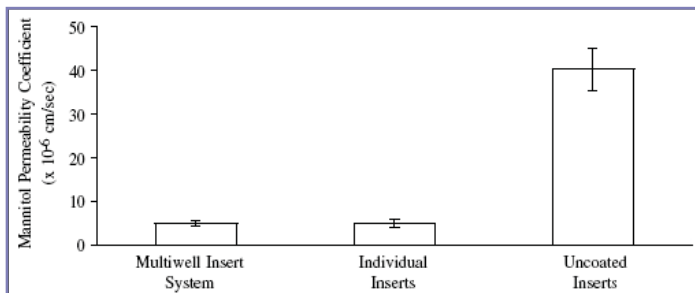 Mannitol Permeability Coefficient
(x 10-6 cm/sec)
50
40
30
20
10
0
Multiwell Insert
System
Individual
Inserts
Uncoated
Inserts